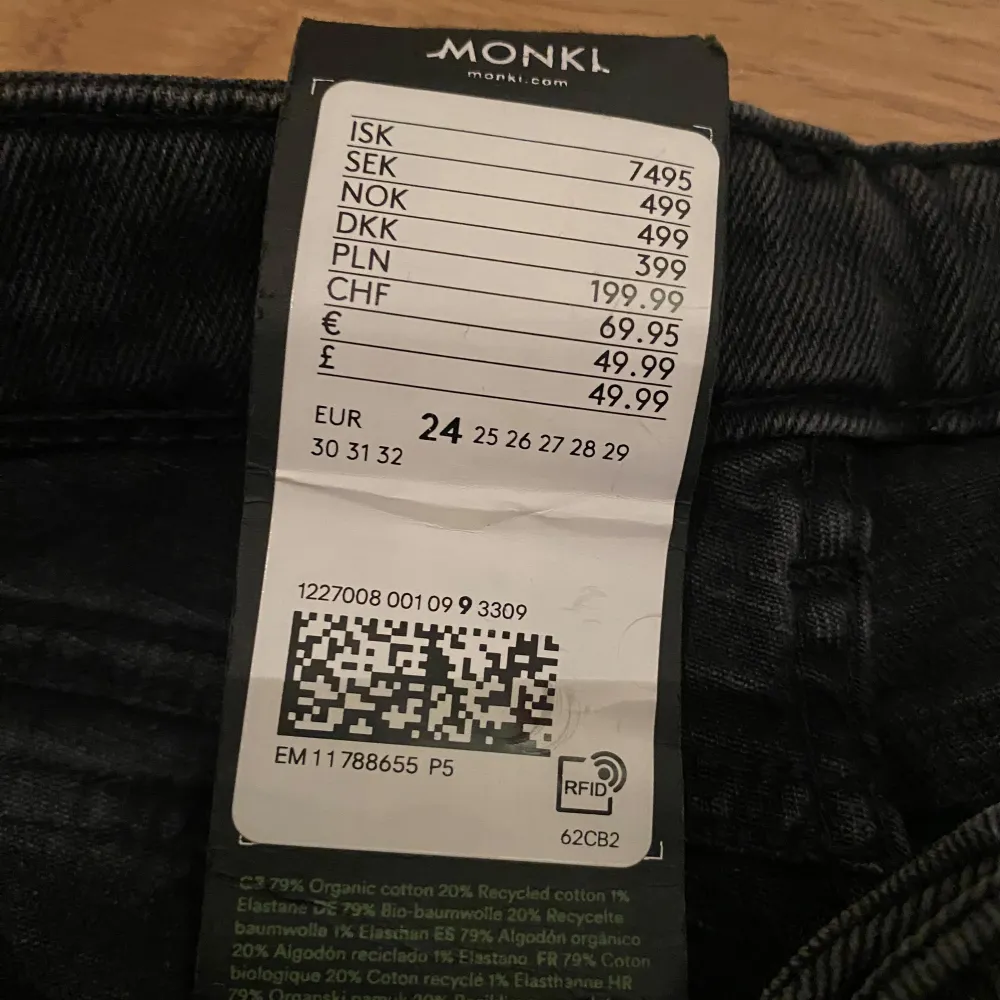 MONKI
monki.com
ISK 7495
SEK 499
NOK 499
DKK 399
PLN 199.99
CHF 69.95
€ 49.99
£ 49.99
EUR 24 25 26 27 28 29
30 31 32
1227008 001 09 9 3309
EM 11788655 P5
RFID
62CB2
79% Organic cotton 20% Recycled cotton 1%
Elastane DE 79% Bio-baumwolle 20% Recycelte
baumwolle 1% Elasthan ES 79% Algodón orgánico
20% Algodón reciclado 1% Elastano. FR 79% Coton
biologique 20% Coton recyclé 1% Elasthanne HR
79% Organski pamuk 20%